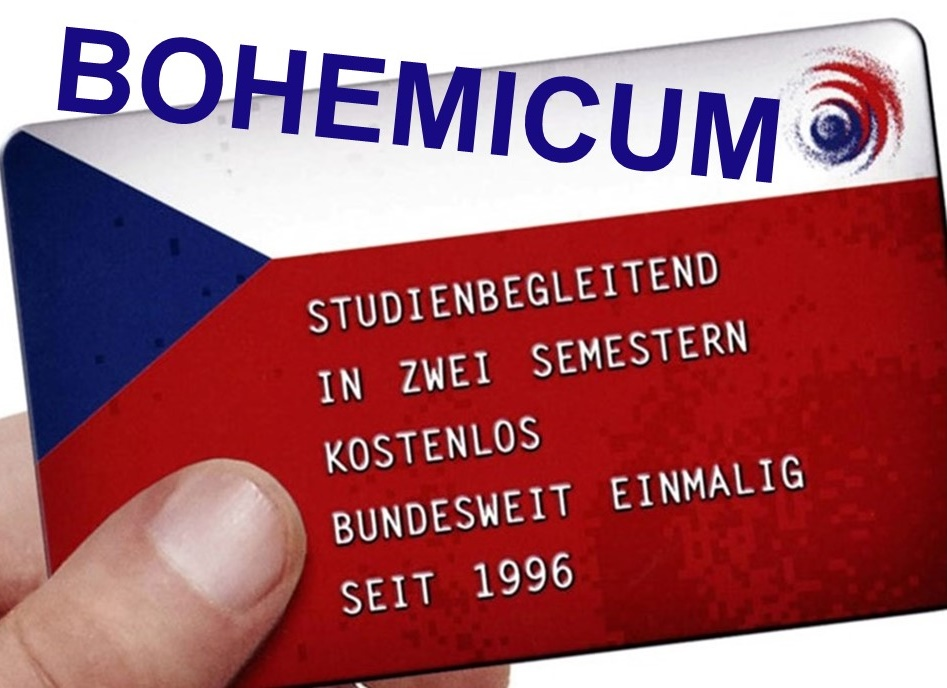 BOHEMICUM
STUDIENBEGLEITEND
IN ZWEI SEMESTERN
KOSTENLOS
BUNDESWEIT EINMALIG
SEIT 1996